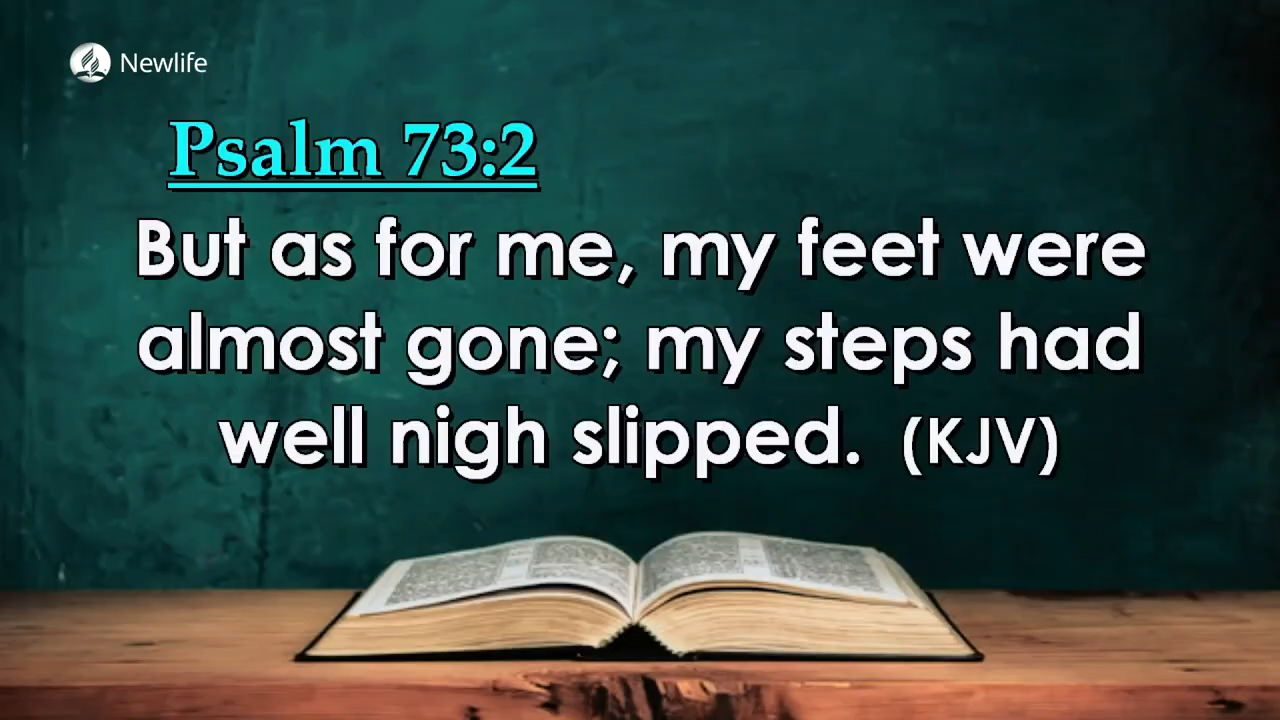 Newlife
Psalm 73:2
But as for me, my feet were
almost gone; my steps had
well nigh slipped. (KJV)